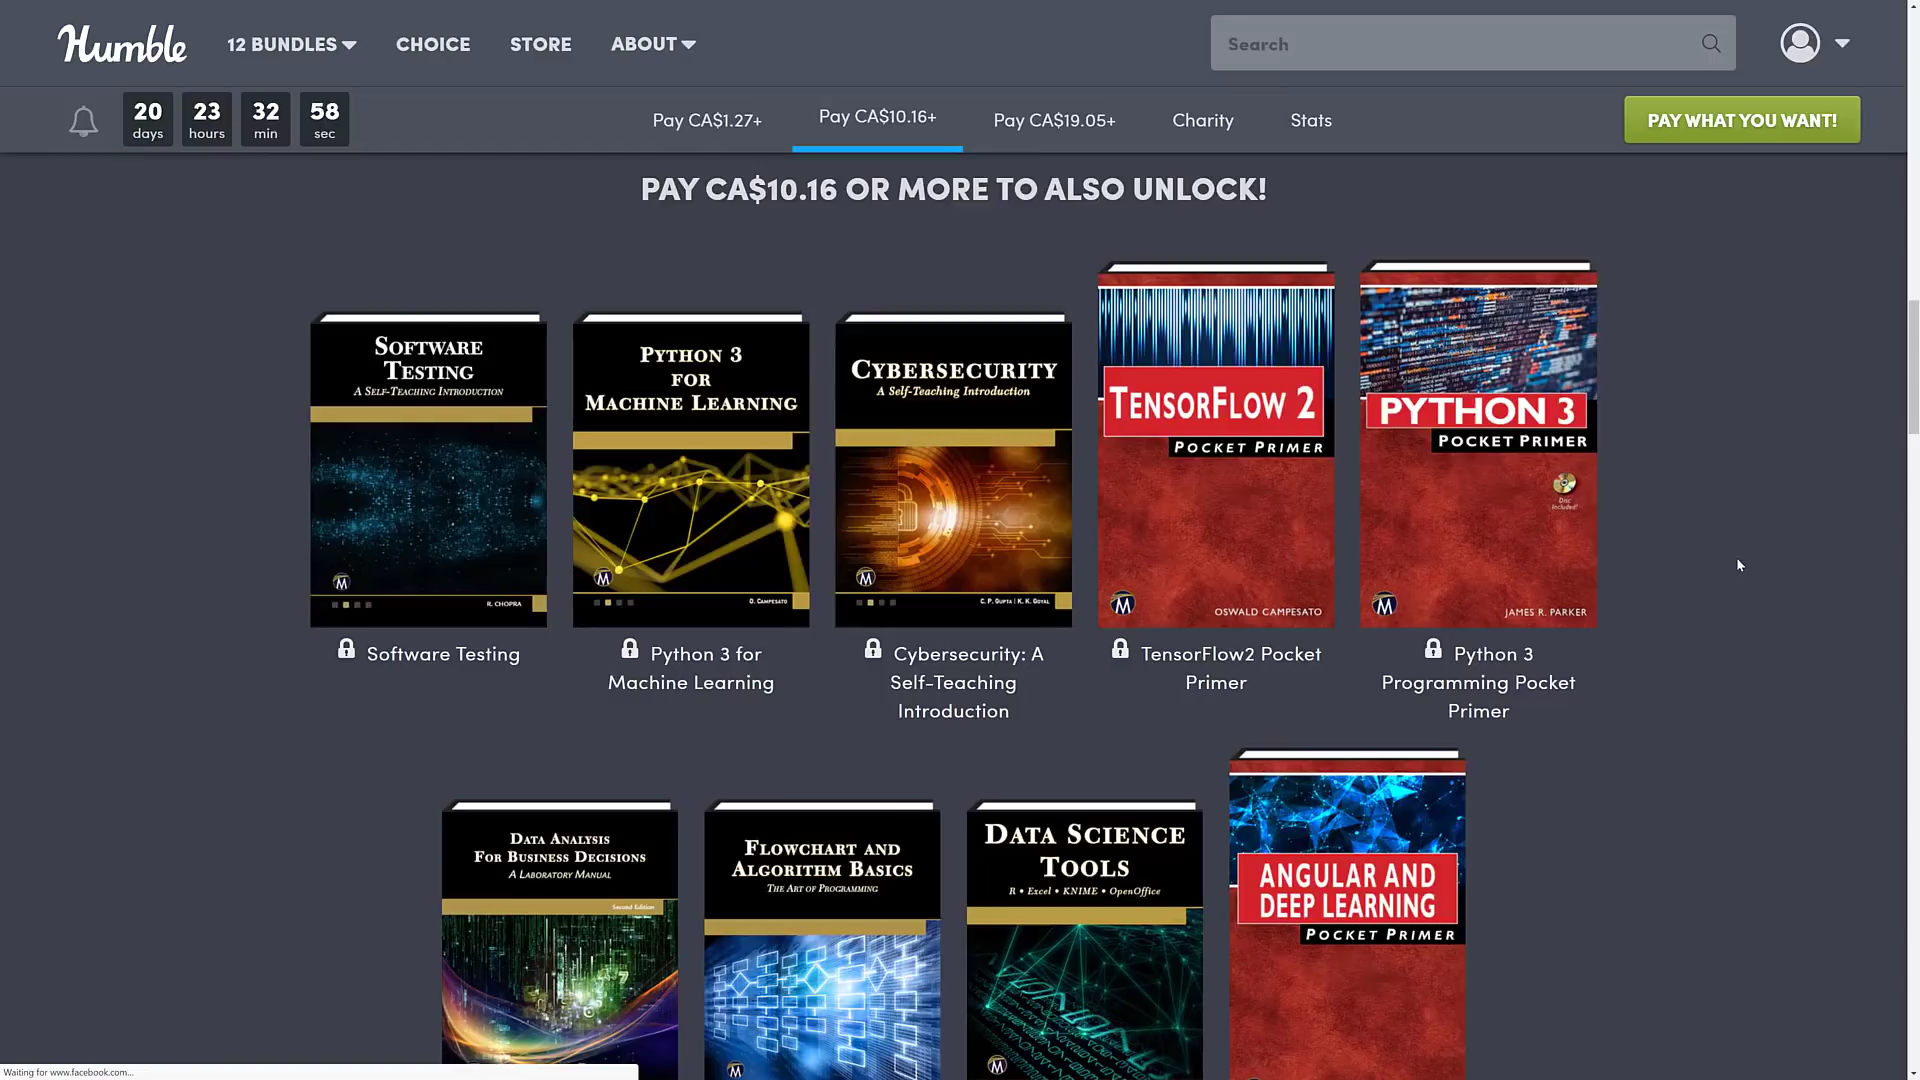 Humble
12 BUNDLES
CHOICE
STORE
ABOUT
Search
20
days
23
hours
32
min
58
sec
Pay CA$1.27+
Pay CA$10.16+
Pay CA$19.05+
Charity
Stats
PAY WHAT YOU WANT!
PAY CA$10.16 OR MORE TO ALSO UNLOCK!
SOFTWARE
TESTING
A SELF-TEACHING INTRODUCTION
M
R. CHOPRA
Software Testing
PYTHON 3
FOR
MACHINE LEARNING
M
O. CAMPESATO
Python 3 for
Machine Learning
CYBERSECURITY
A Self-Teaching Introduction
M
C. P. GUPTA | K. K. GOYAL
Cybersecurity: A
Self-Teaching
Introduction
TENSORFLOW 2
POCKET PRIMER
M
OSWALD CAMPESATO
TensorFlow2 Pocket
Primer
PYTHON 3
POCKET PRIMER
Disc
Included!
M
JAMES R. PARKER
Python 3
Programming Pocket
Primer
DATA ANALYSIS
FOR BUSINESS DECISIONS
A LABORATORY MANUAL
Second Edition
FLOWCHART AND
ALGORITHM BASICS
THE ART OF PROGRAMMING
M
DATA SCIENCE
TOOLS
R • Excel • KNIME • OpenOffice
M
ANGULAR AND
DEEP LEARNING
POCKET PRIMER
Waiting for www.facebook.com...